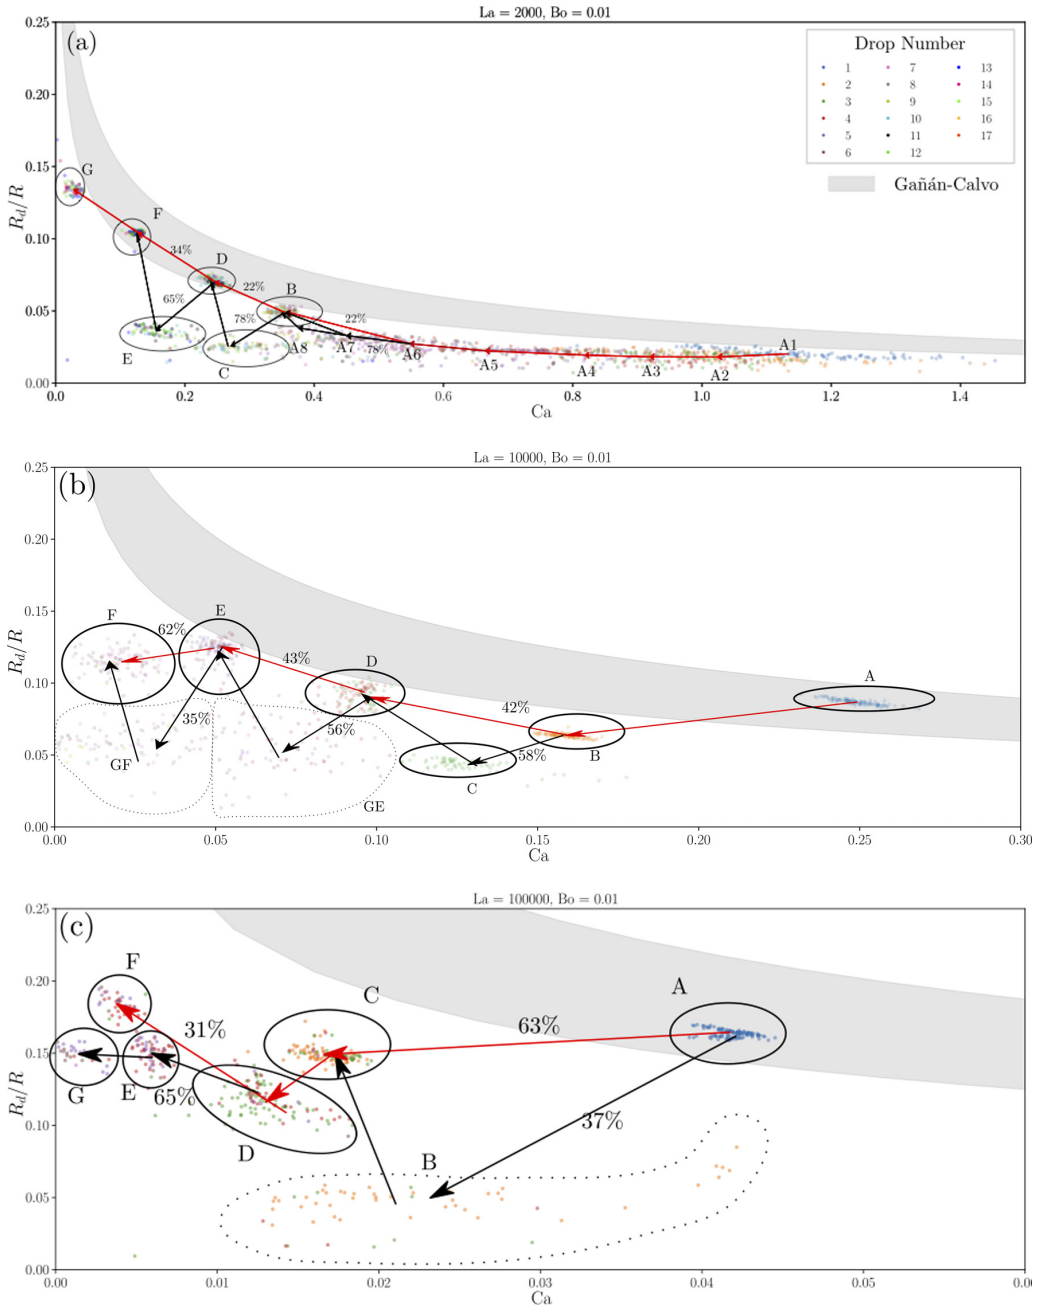 La = 2000, Bo = 0.01
(a)
Drop Number
1 7 13
2 8 14
3 9 15
4 10 16
5 11 17
6 12
Gañán-Calvo
0.25
0.20
0.15
0.10
0.05
0.00
R_d/R
G
F
34%
D
22%
B
65%
78%
22%
E
C
A8
A7
78%
A6
A5
A4
A3
A2
A1
0.0 0.2 0.4 0.6 0.8 1.0 1.2 1.4
Ca
La = 10000, Bo = 0.01
(b)
0.25
0.20
0.15
0.10
0.05
0.00
R_d/R
F
62%
E
43%
D
42%
A
35%
56%
58%
B
GF
C
GE
0.00 0.05 0.10 0.15 0.20 0.25 0.30
Ca
La = 100000, Bo = 0.01
(c)
0.25
0.20
0.15
0.10
0.05
0.00
R_d/R
F
C
A
31%
63%
G
E
65%
37%
D
B
0.00 0.01 0.02 0.03 0.04 0.05 0.0
Ca